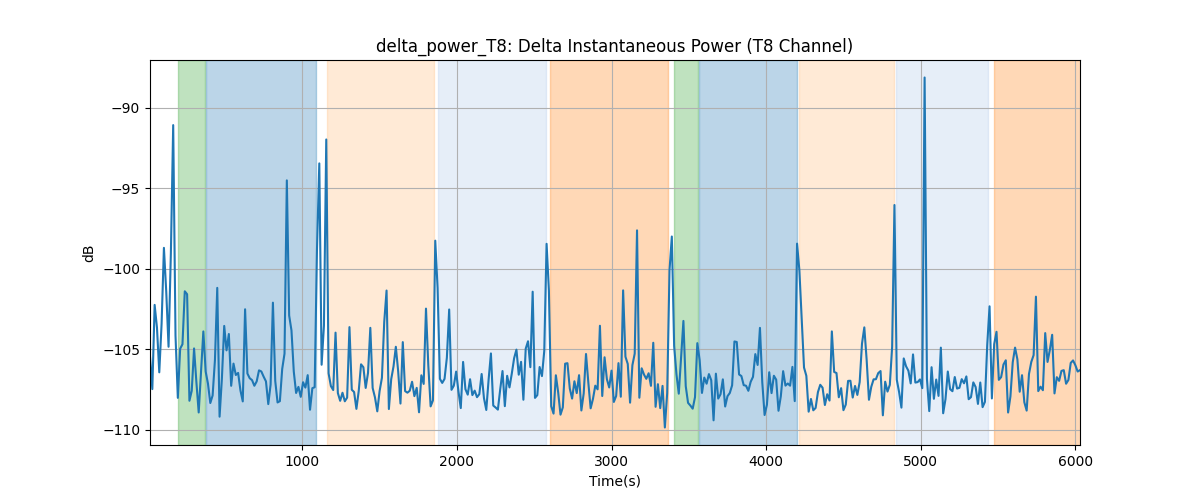 delta_power_T8: Delta Instantaneous Power (T8 Channel)
−90
−95
−100
−105
−110
dB
1000 2000 3000 4000 5000 6000
Time(s)